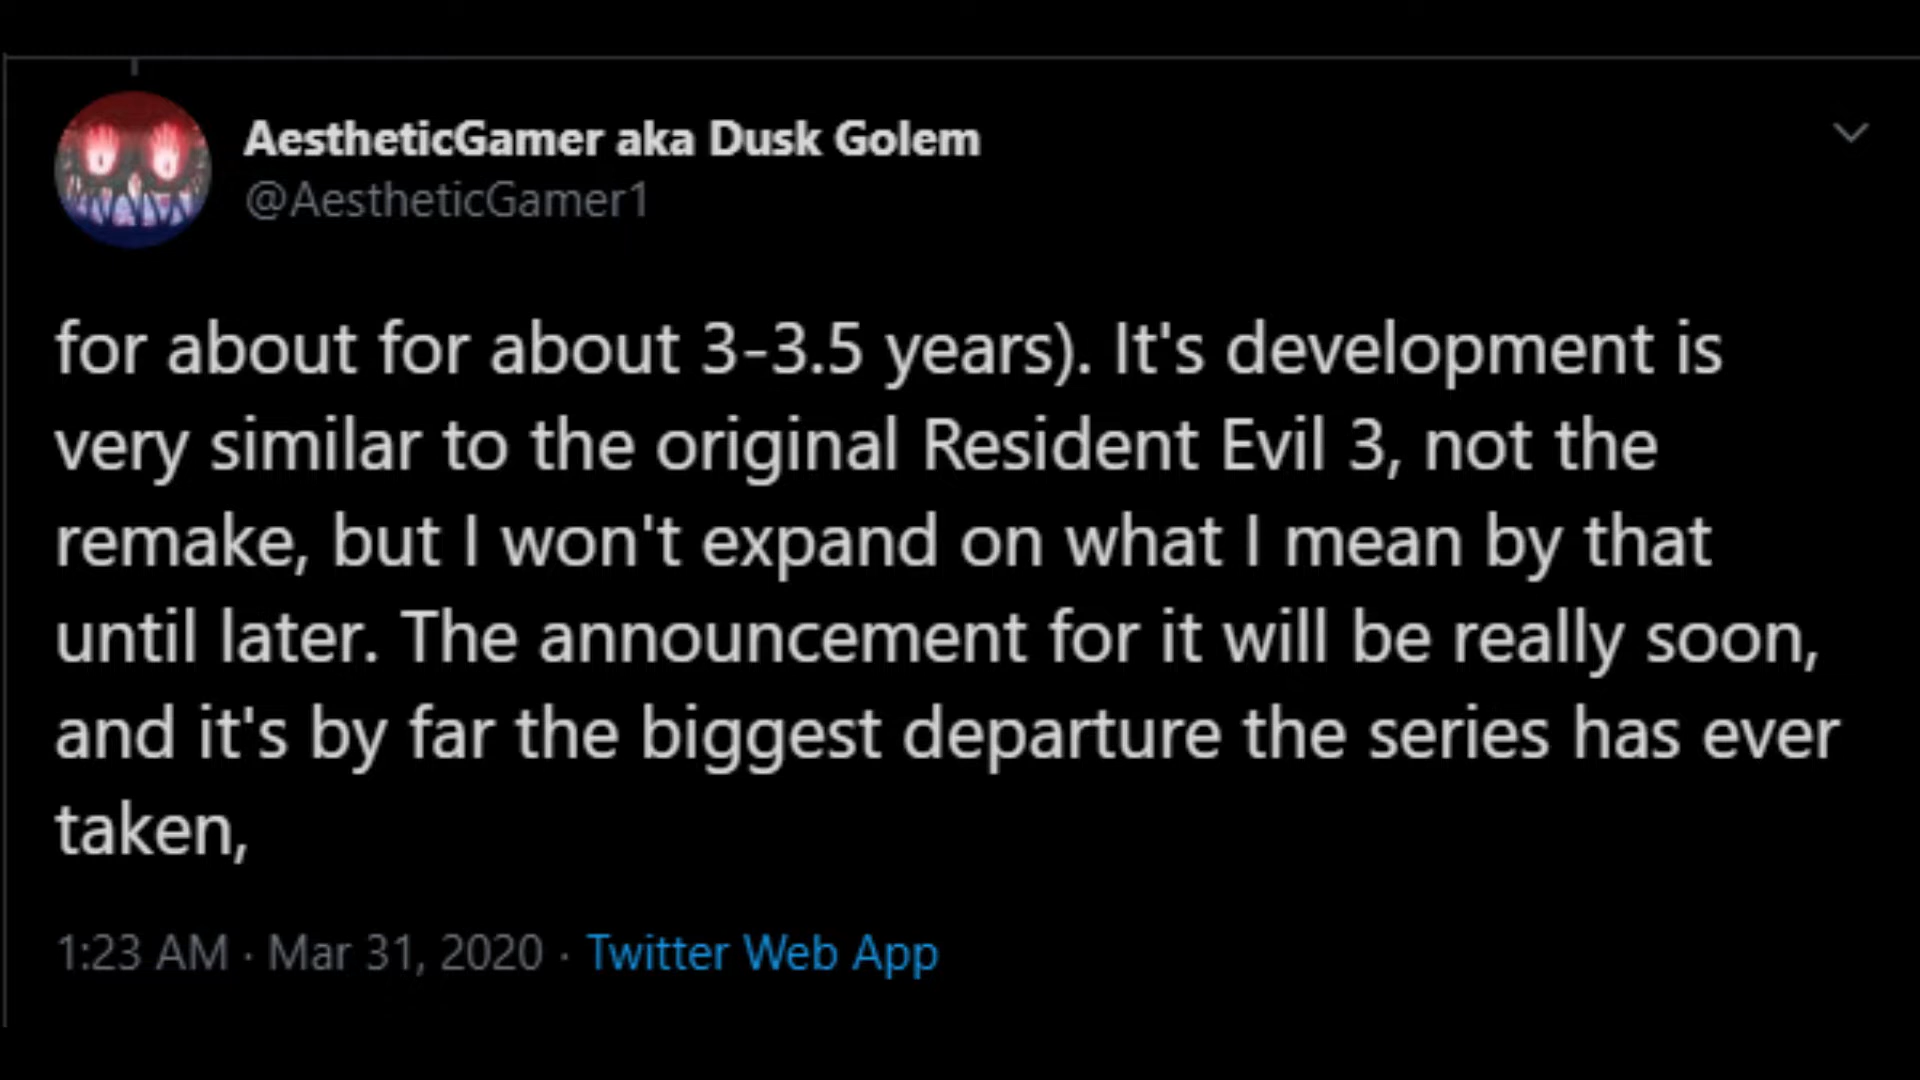 AestheticGamer aka Dusk Golem
@AestheticGamer1
for about for about 3-3.5 years). It's development is
very similar to the original Resident Evil 3, not the
remake, but I won't expand on what I mean by that
until later. The announcement for it will be really soon,
and it's by far the biggest departure the series has ever
taken,
1:23 AM · Mar 31, 2020 · Twitter Web App